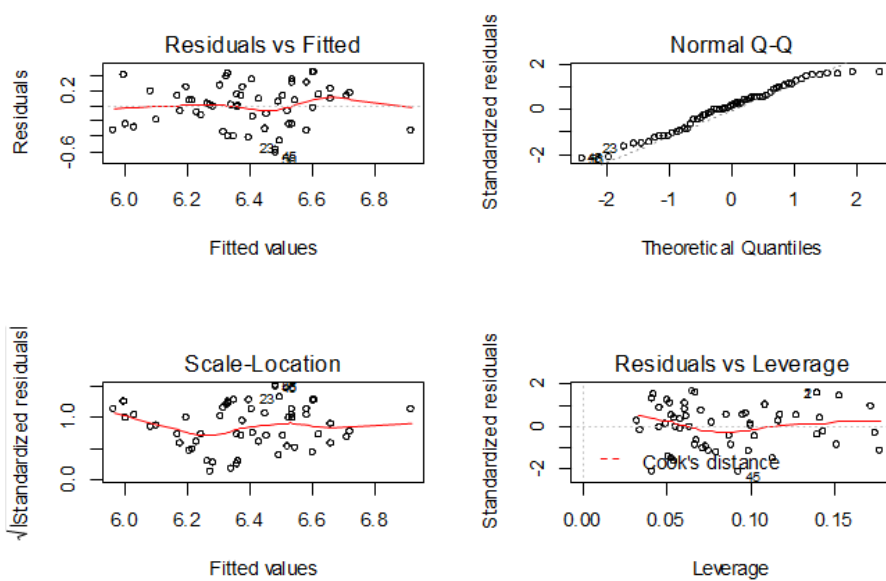 Residuals vs Fitted
Residuals
0.2
-0.6
23
45
6.0 6.2 6.4 6.6 6.8
Fitted values
Normal Q-Q
Standardized residuals
2
0
-2
23
-2 -1 0 1 2
Theoretical Quantiles
Scale-Location
√|Standardized residuals|
1.0
0.0
23
6.0 6.2 6.4 6.6 6.8
Fitted values
Residuals vs Leverage
Standardized residuals
2
0
-2
Cook's distance
45
0.00 0.05 0.10 0.15
Leverage